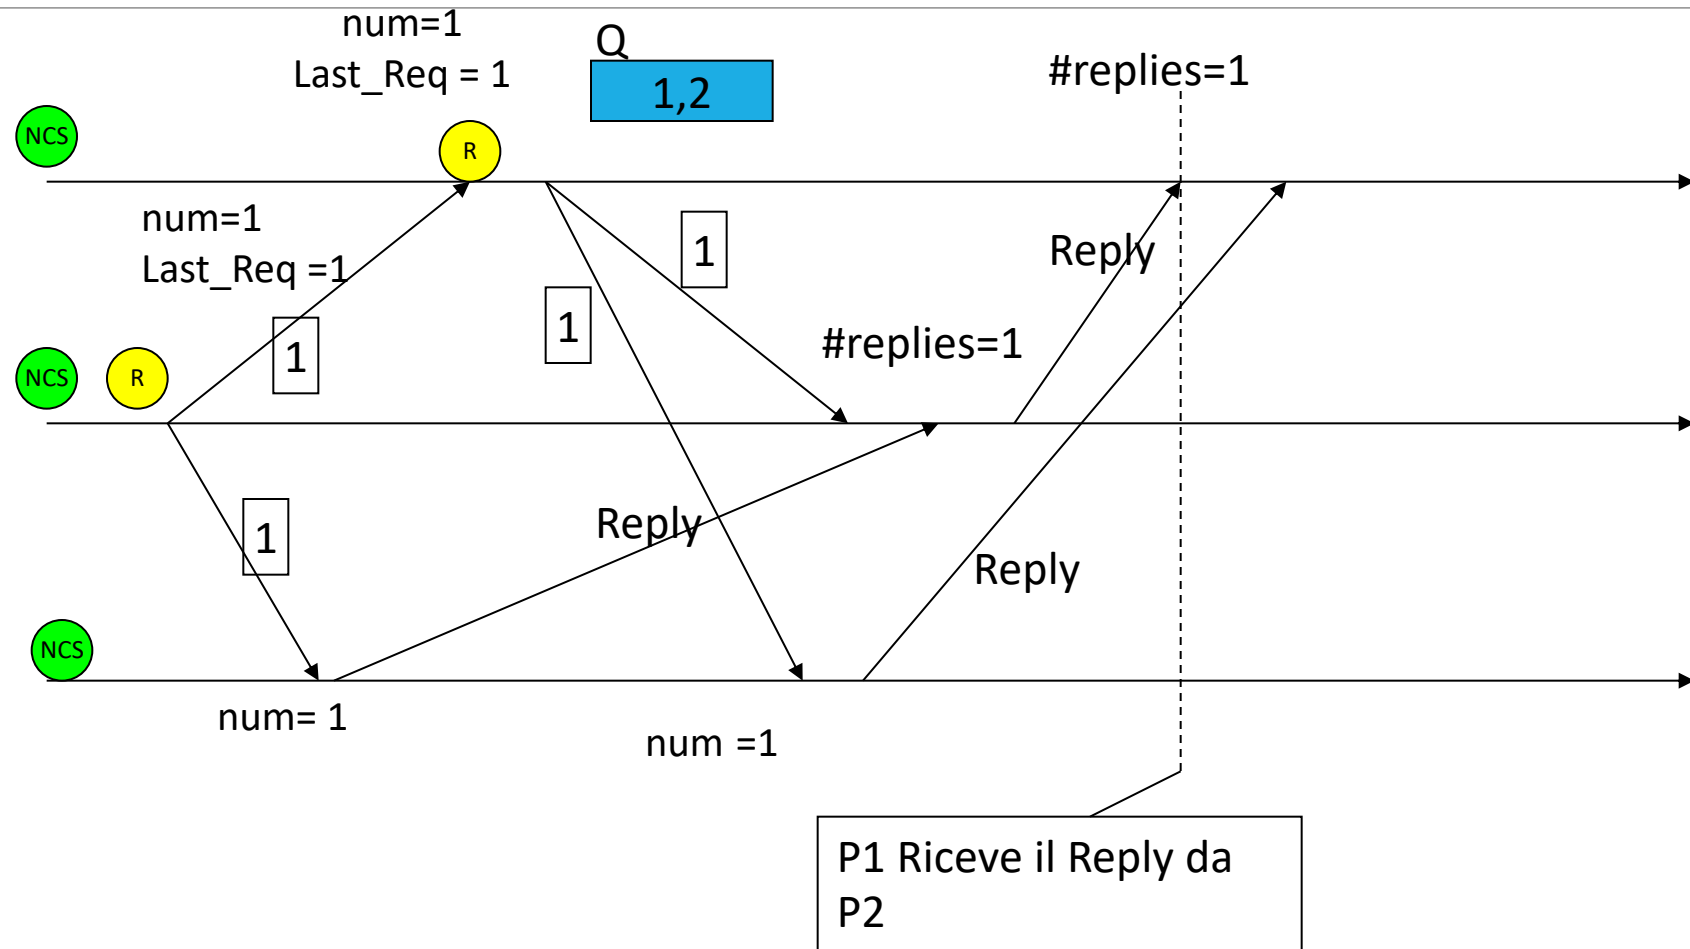 num=1
Last_Req = 1
Q
1,2
#replies=1
NCS
R
num=1
Last_Req =1
1
Reply
1
1
#replies=1
NCS
R
1
Reply
Reply
NCS
num= 1
num =1
P1 Riceve il Reply da
P2